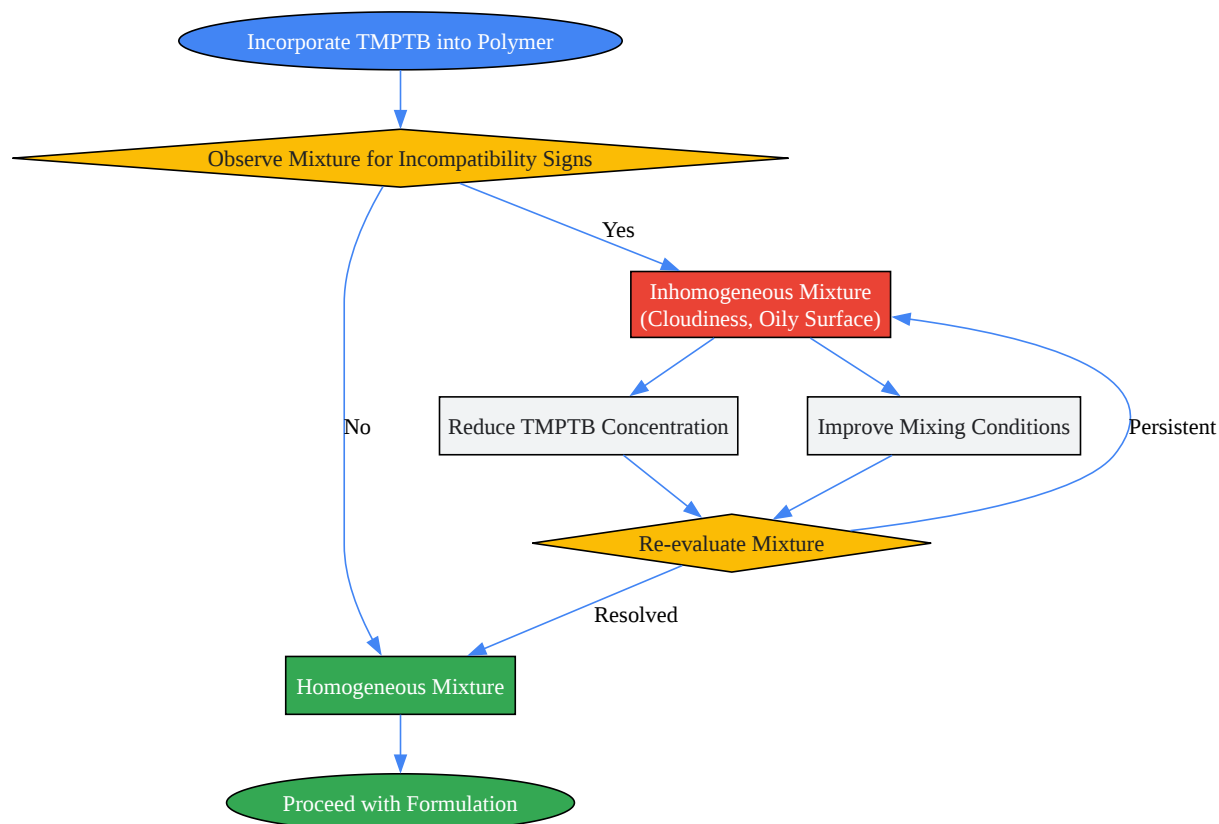 Incorporate TMPTB into Polymer
Observe Mixture for Incompatibility Signs
Yes
Inhomogeneous Mixture
(Cloudiness, Oily Surface)
No
Reduce TMPTB Concentration
Improve Mixing Conditions
Persistent
Re-evaluate Mixture
Resolved
Homogeneous Mixture
Proceed with Formulation